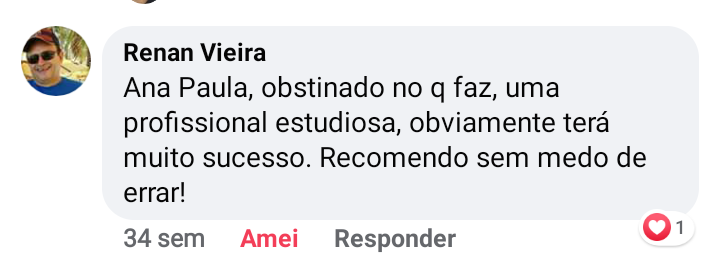 Renan Vieira
Ana Paula, obstinado no q faz, uma
profissional estudiosa, obviamente terá
muito sucesso. Recomendo sem medo de
errar!
34 sem Amei Responder 1